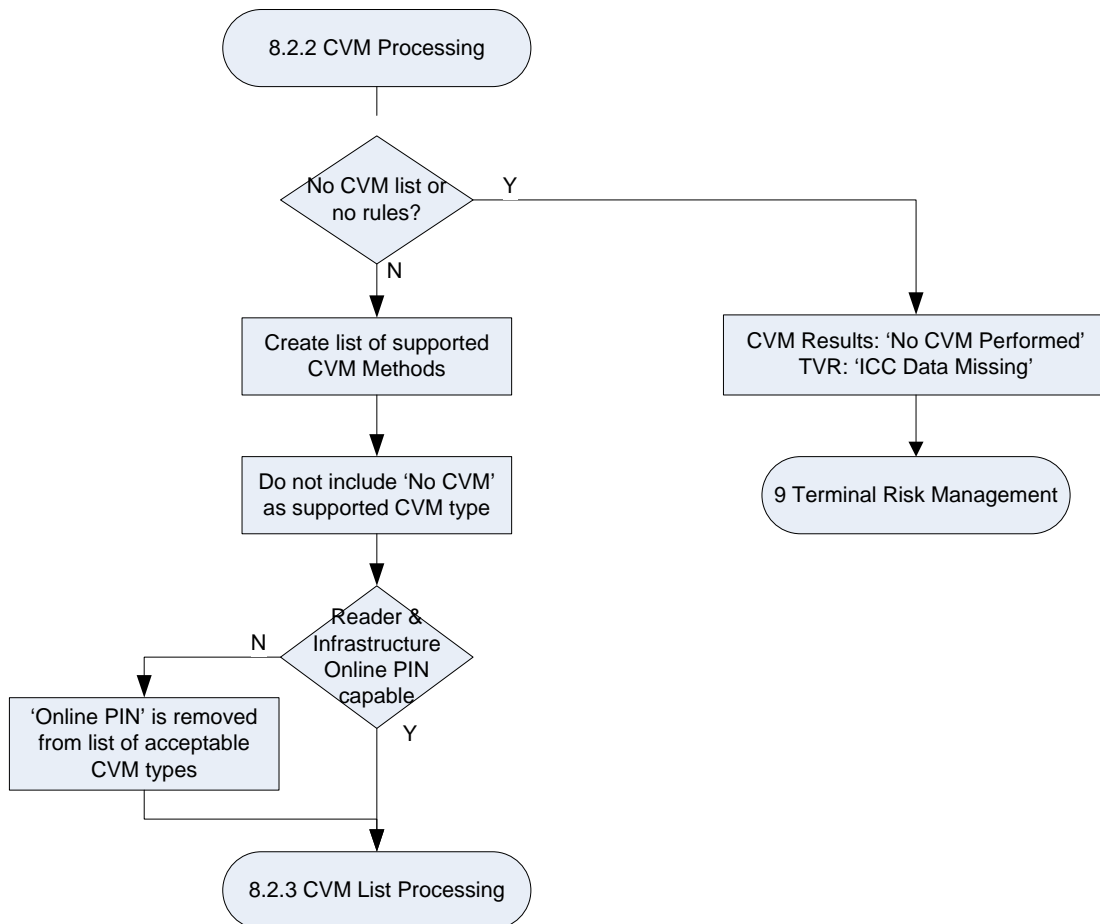 8.2.2 CVM Processing
No CVM list or
no rules?
Y
N
Create list of supported
CVM Methods
CVM Results: ‘No CVM Performed’
TVR: ‘ICC Data Missing’
Do not include ‘No CVM’
as supported CVM type
9 Terminal Risk Management
Reader &
Infrastructure
Online PIN
capable
N
Y
‘Online PIN’ is removed
from list of acceptable
CVM types
8.2.3 CVM List Processing